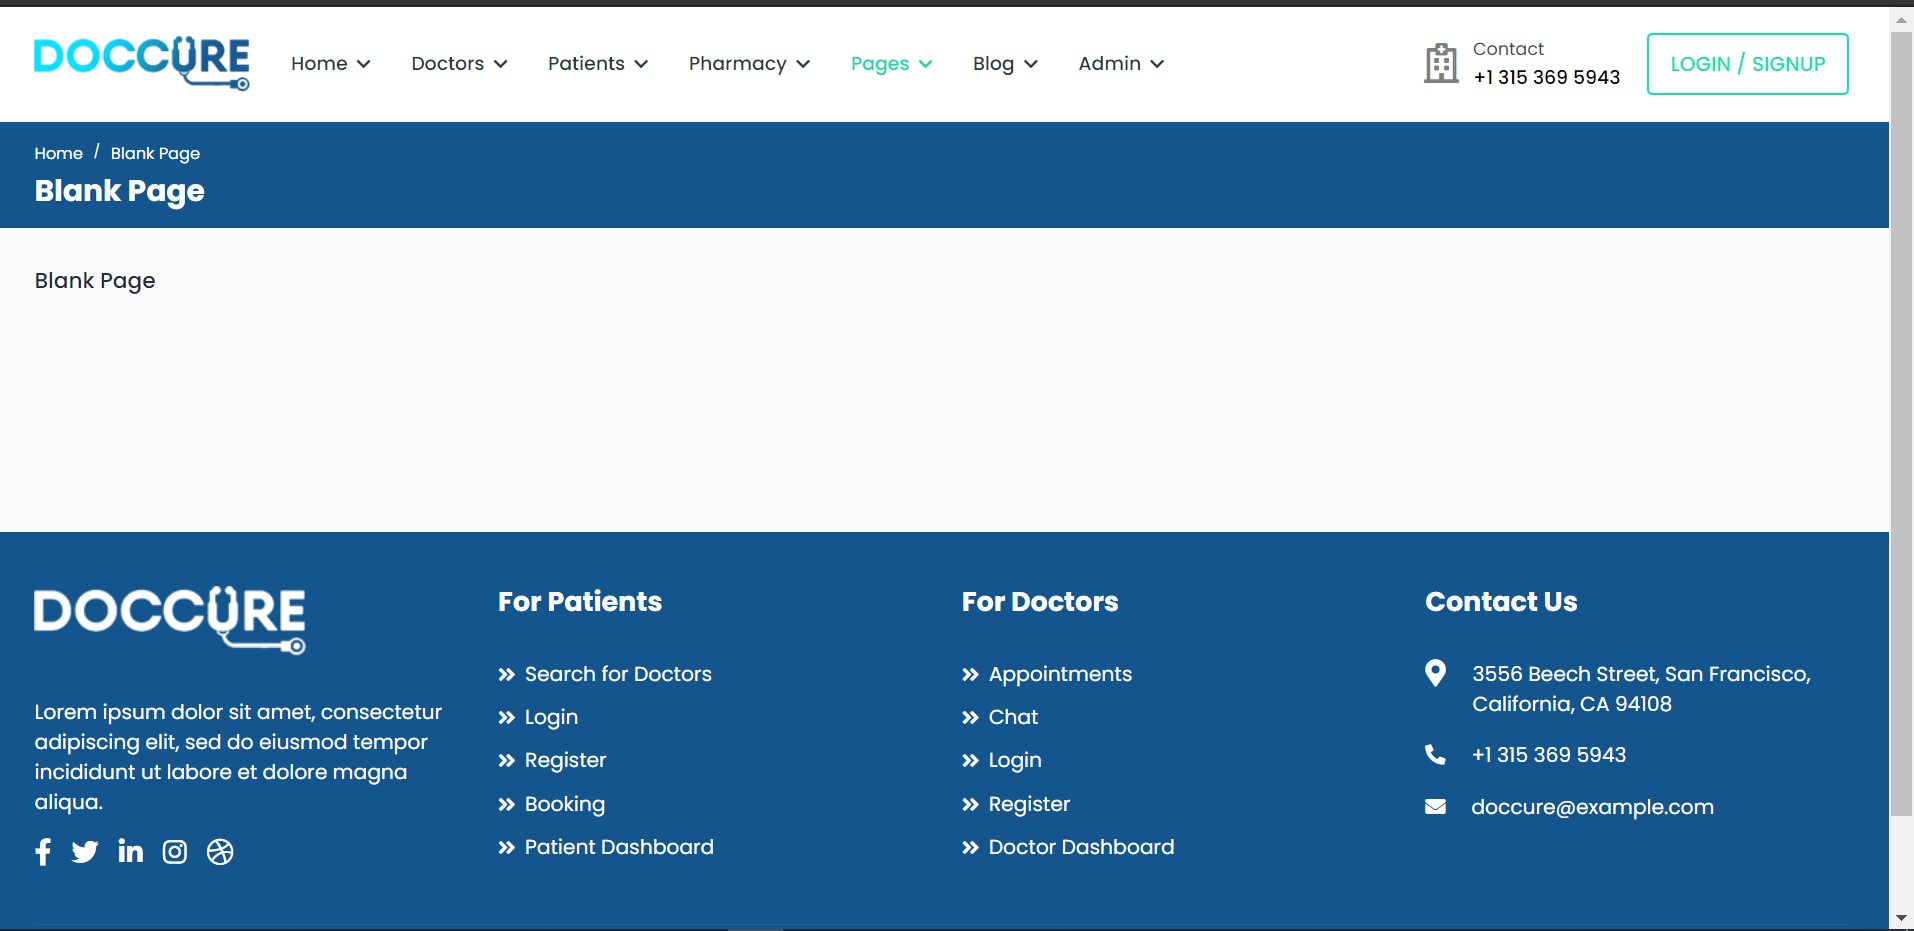 DOCCURE
Home
Doctors
Patients
Pharmacy
Pages
Blog
Admin
Contact
+1 315 369 5943
LOGIN / SIGNUP
Home / Blank Page
Blank Page
Blank Page
DOCCURE
Lorem ipsum dolor sit amet, consectetur
adipiscing elit, sed do eiusmod tempor
incididunt ut labore et dolore magna
aliqua.
For Patients
Search for Doctors
Login
Register
Booking
Patient Dashboard
For Doctors
Appointments
Chat
Login
Register
Doctor Dashboard
Contact Us
3556 Beech Street, San Francisco,
California, CA 94108
+1 315 369 5943
doccure@example.com